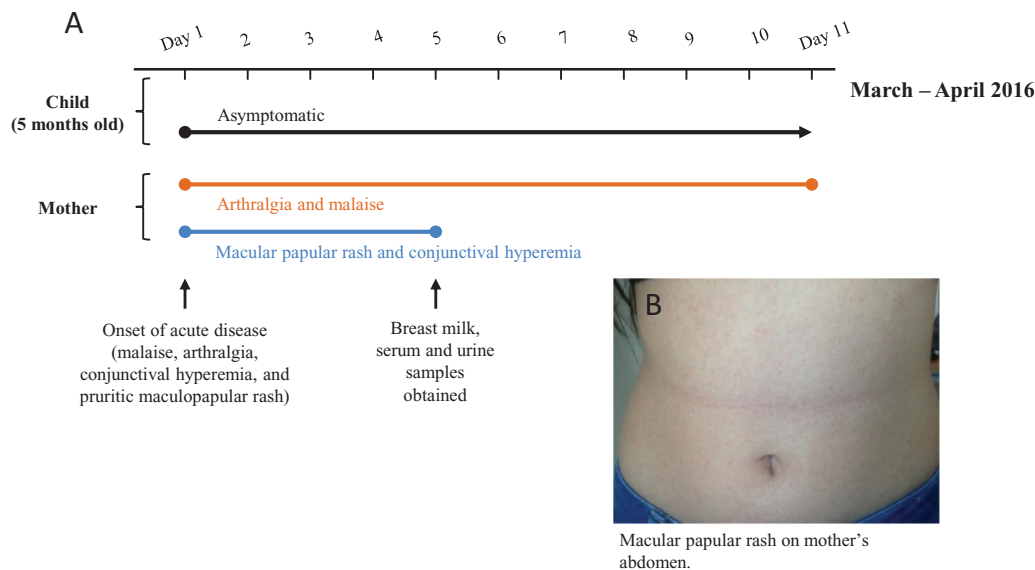 A
Day 1 2 3 4 5 6 7 8 9 10 Day 11
March – April 2016
Child
(5 months old)
Asymptomatic
Mother
Arthralgia and malaise
Macular papular rash and conjunctival hyperemia
Onset of acute disease
(malaise, arthralgia,
conjunctival hyperemia, and
pruritic maculopapular rash)
Breast milk,
serum and urine
samples
obtained
B
Macular papular rash on mother’s
abdomen.